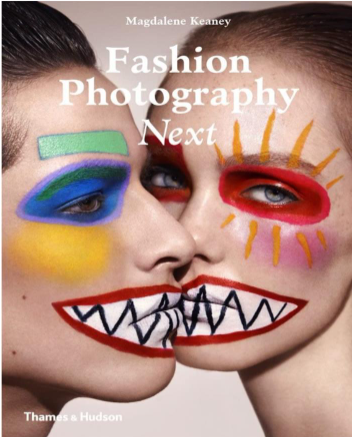 Magdalene Keaney
Fashion
Photography
Next
Thames & Hudson